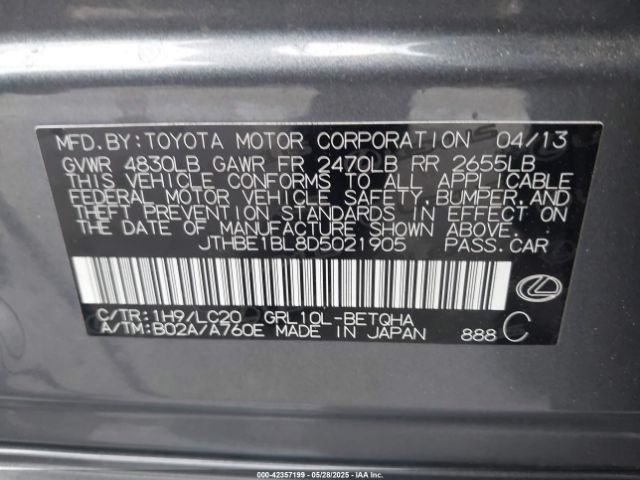 MFD.BY:TOYOTA MOTOR CORPORATION 04/13
GVWR 4830LB GAWR FR 2470LB RR 2655LB
THIS VEHICLE CONFORMS TO ALL APPLICABLE
FEDERAL MOTOR VEHICLE SAFETY,BUMPER,AND
THEFT PREVENTION STANDARDS IN EFFECT ON
THE DATE OF MANUFACTURE SHOWN ABOVE.
JTHBE1BL8D5021905 PASS.CAR
C/TR:1H9/LC20 GRL10L-BETQHA
A/TM:B02A/A760E MADE IN JAPAN 888 C
© IAA - 42357199 - 05/28/2025 - IAAI.com